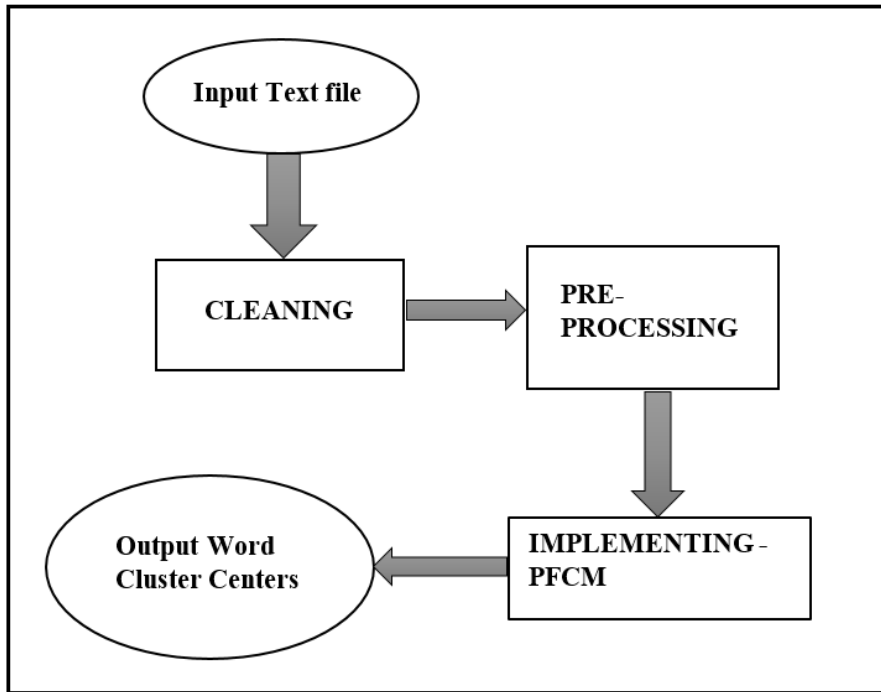 Input Text file
CLEANING
PRE-
PROCESSING
IMPLEMENTING -
PFCM
Output Word
Cluster Centers